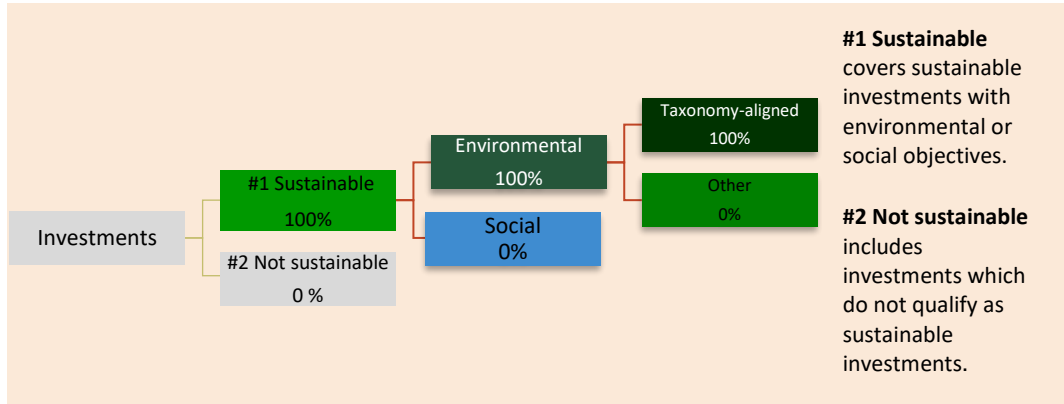 Investments
#1 Sustainable
100%
#2 Not sustainable
0 %
Environmental
100%
Social
0%
Taxonomy-aligned
100%
Other
0%
#1 Sustainable
covers sustainable
investments with
environmental or
social objectives.
#2 Not sustainable
includes
investments which
do not qualify as
sustainable
investments.